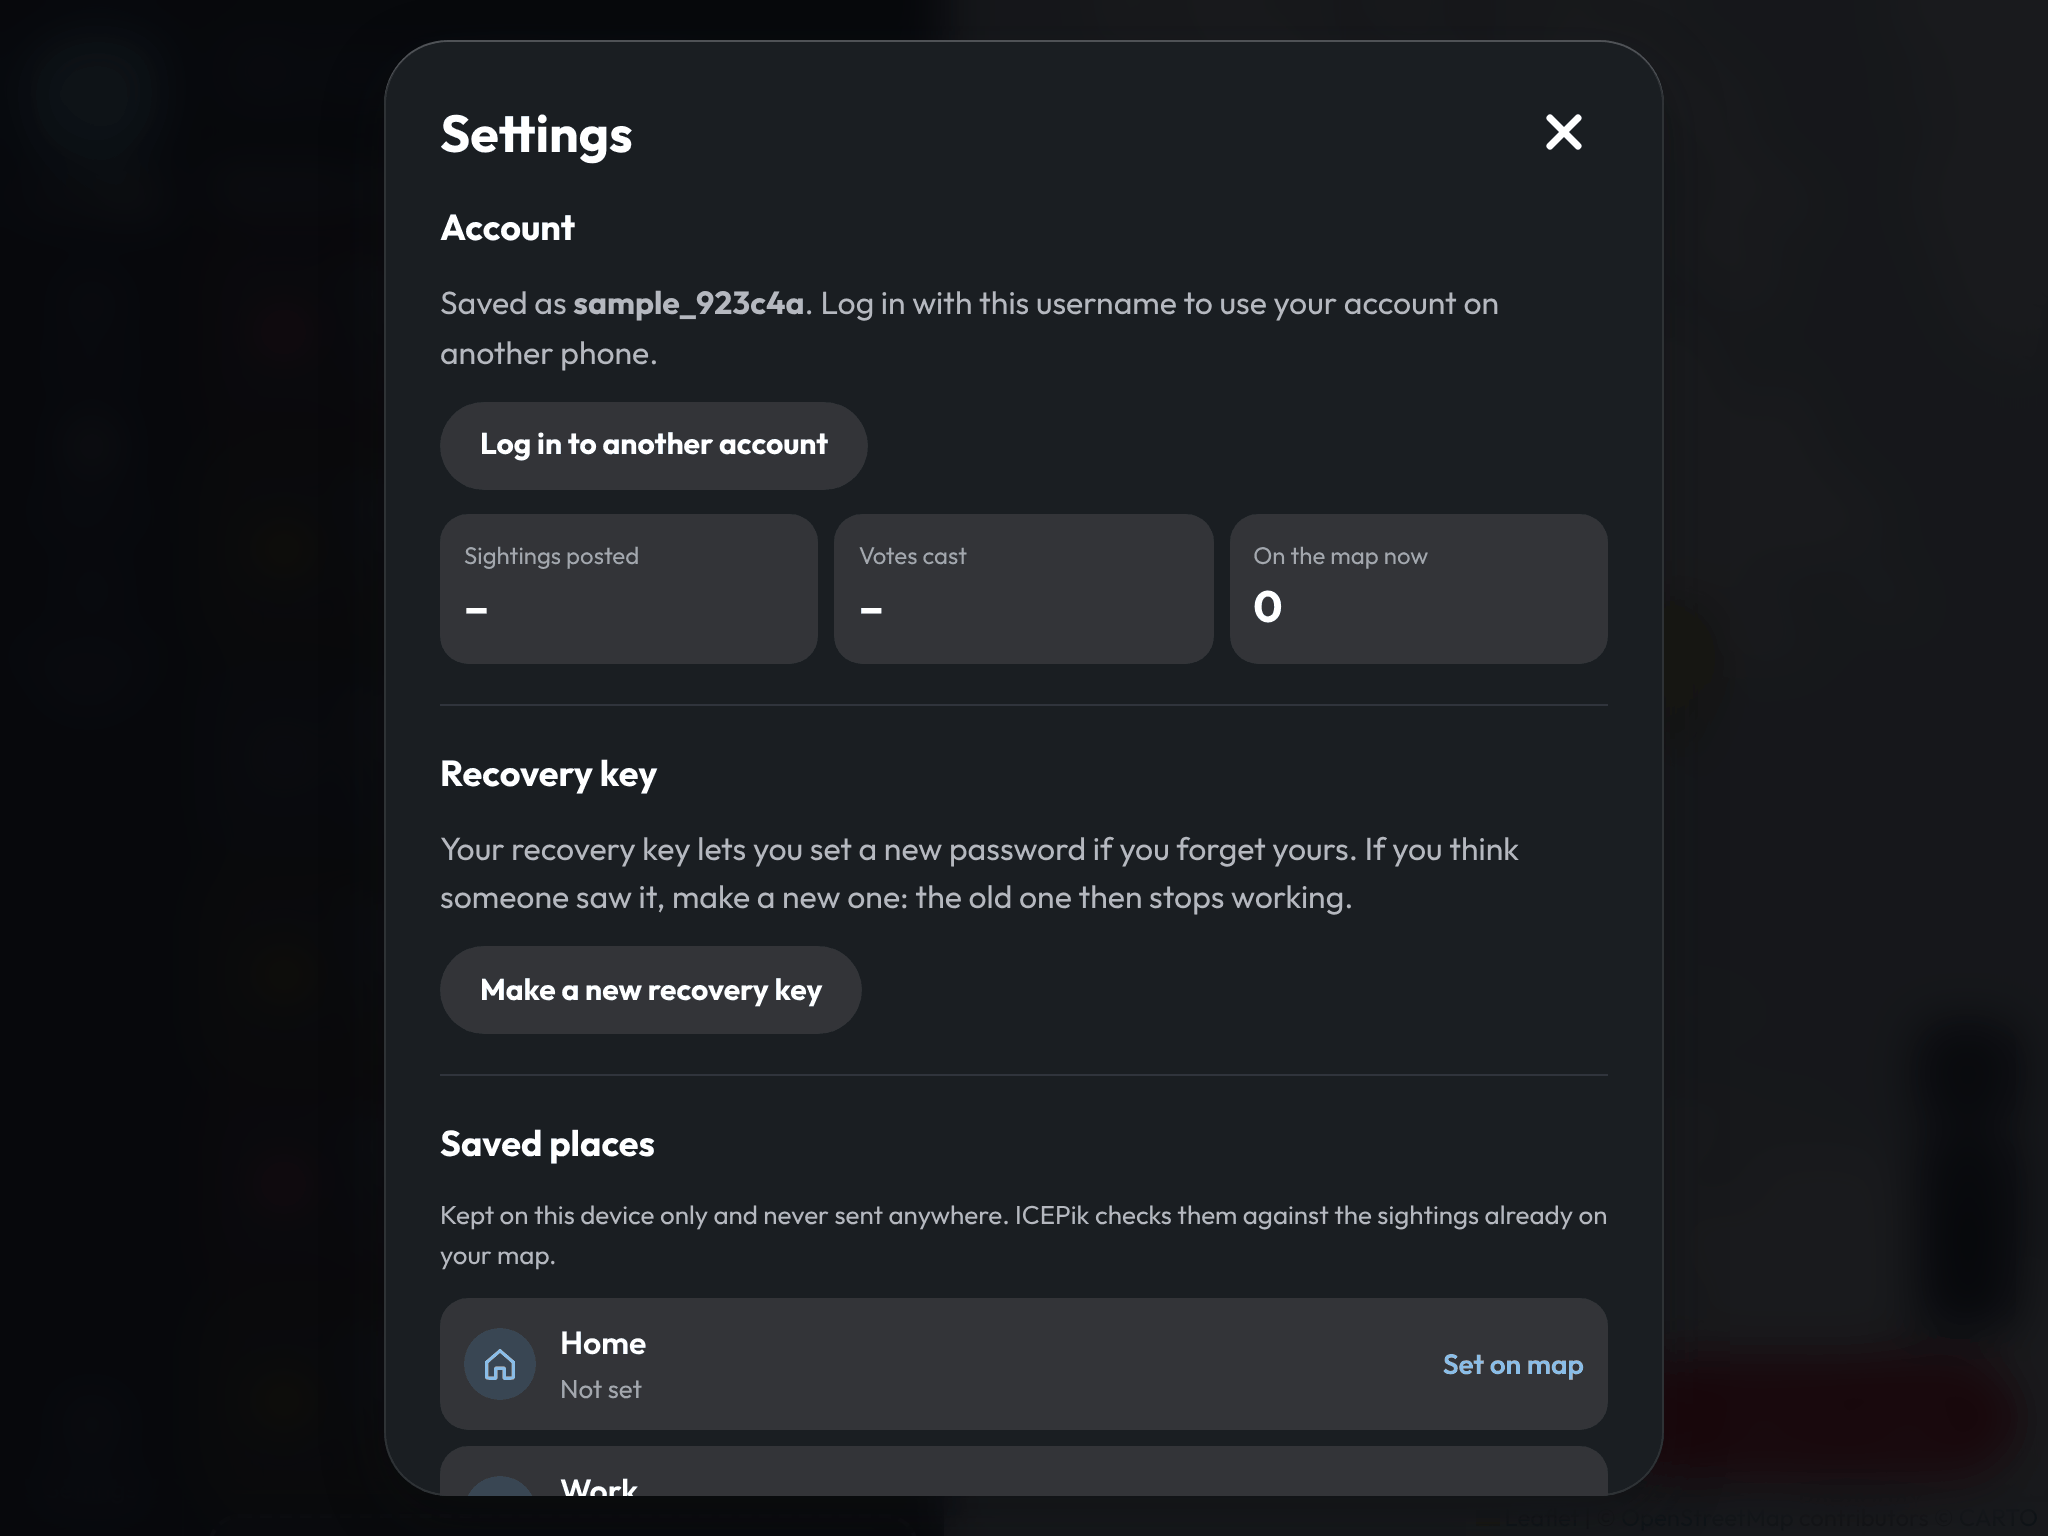 Settings
Account
Saved as sample_923c4a. Log in with this username to use your account on
another phone.
Log in to another account
Sightings posted
–
Votes cast
–
On the map now
0
Recovery key
Your recovery key lets you set a new password if you forget yours. If you think
someone saw it, make a new one: the old one then stops working.
Make a new recovery key
Saved places
Kept on this device only and never sent anywhere. ICEPik checks them against the sightings already on
your map.
Home
Not set
Set on map
Work
OpenStreetMap contributors © CARTO